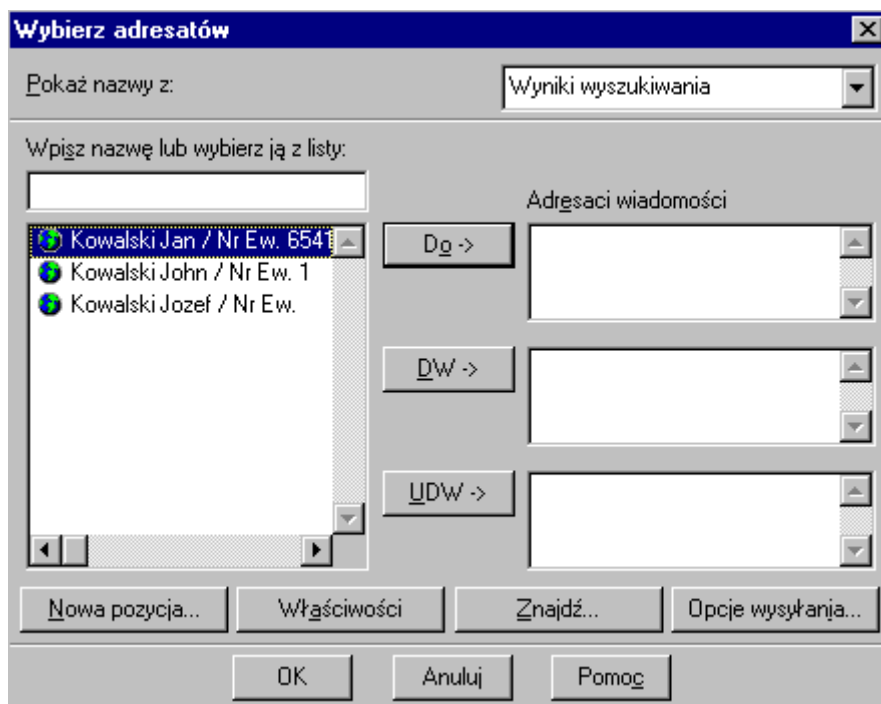 Wybierz adresatów
Pokaż nazwy z:
Wyniki wyszukiwania
Wpisz nazwę lub wybierz ją z listy:
Adresaci wiadomości
Kowalski Jan / Nr Ew. 6541
Kowalski John / Nr Ew. 1
Kowalski Jozef / Nr Ew.
Do ->
DW ->
UDW ->
Nowa pozycja...
Właściwości
Znajdź...
Opcje wysyłania...
OK
Anuluj
Pomoc